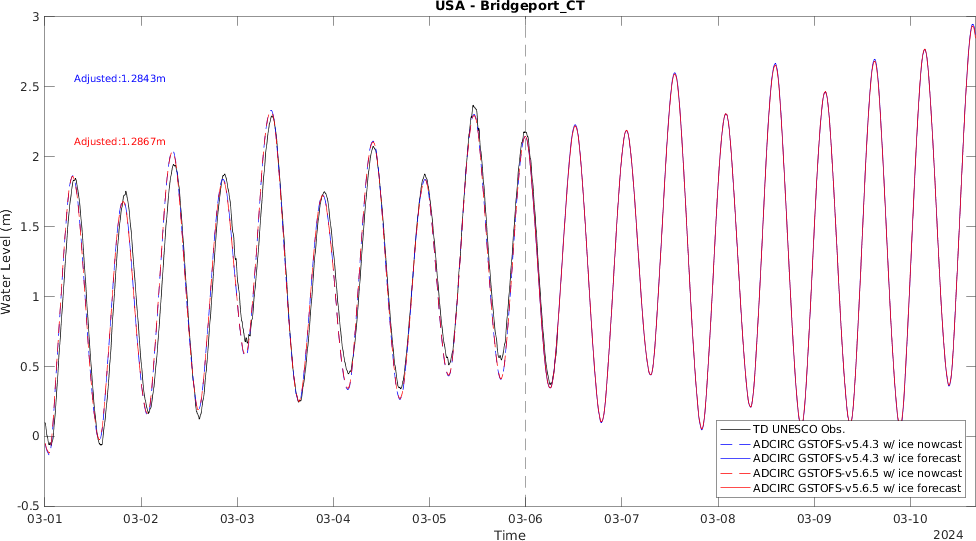 USA - Bridgeport_CT
3
2.5
2
1.5
1
0.5
0
-0.5
Water Level (m)
Adjusted:1.2843m
Adjusted:1.2867m
TD UNESCO Obs.
ADCIRC GSTOFS-v5.4.3 w/ ice nowcast
ADCIRC GSTOFS-v5.4.3 w/ ice forecast
ADCIRC GSTOFS-v5.6.5 w/ ice nowcast
ADCIRC GSTOFS-v5.6.5 w/ ice forecast
03-01 03-02 03-03 03-04 03-05 03-06 03-07 03-08 03-09 03-10
Time
2024